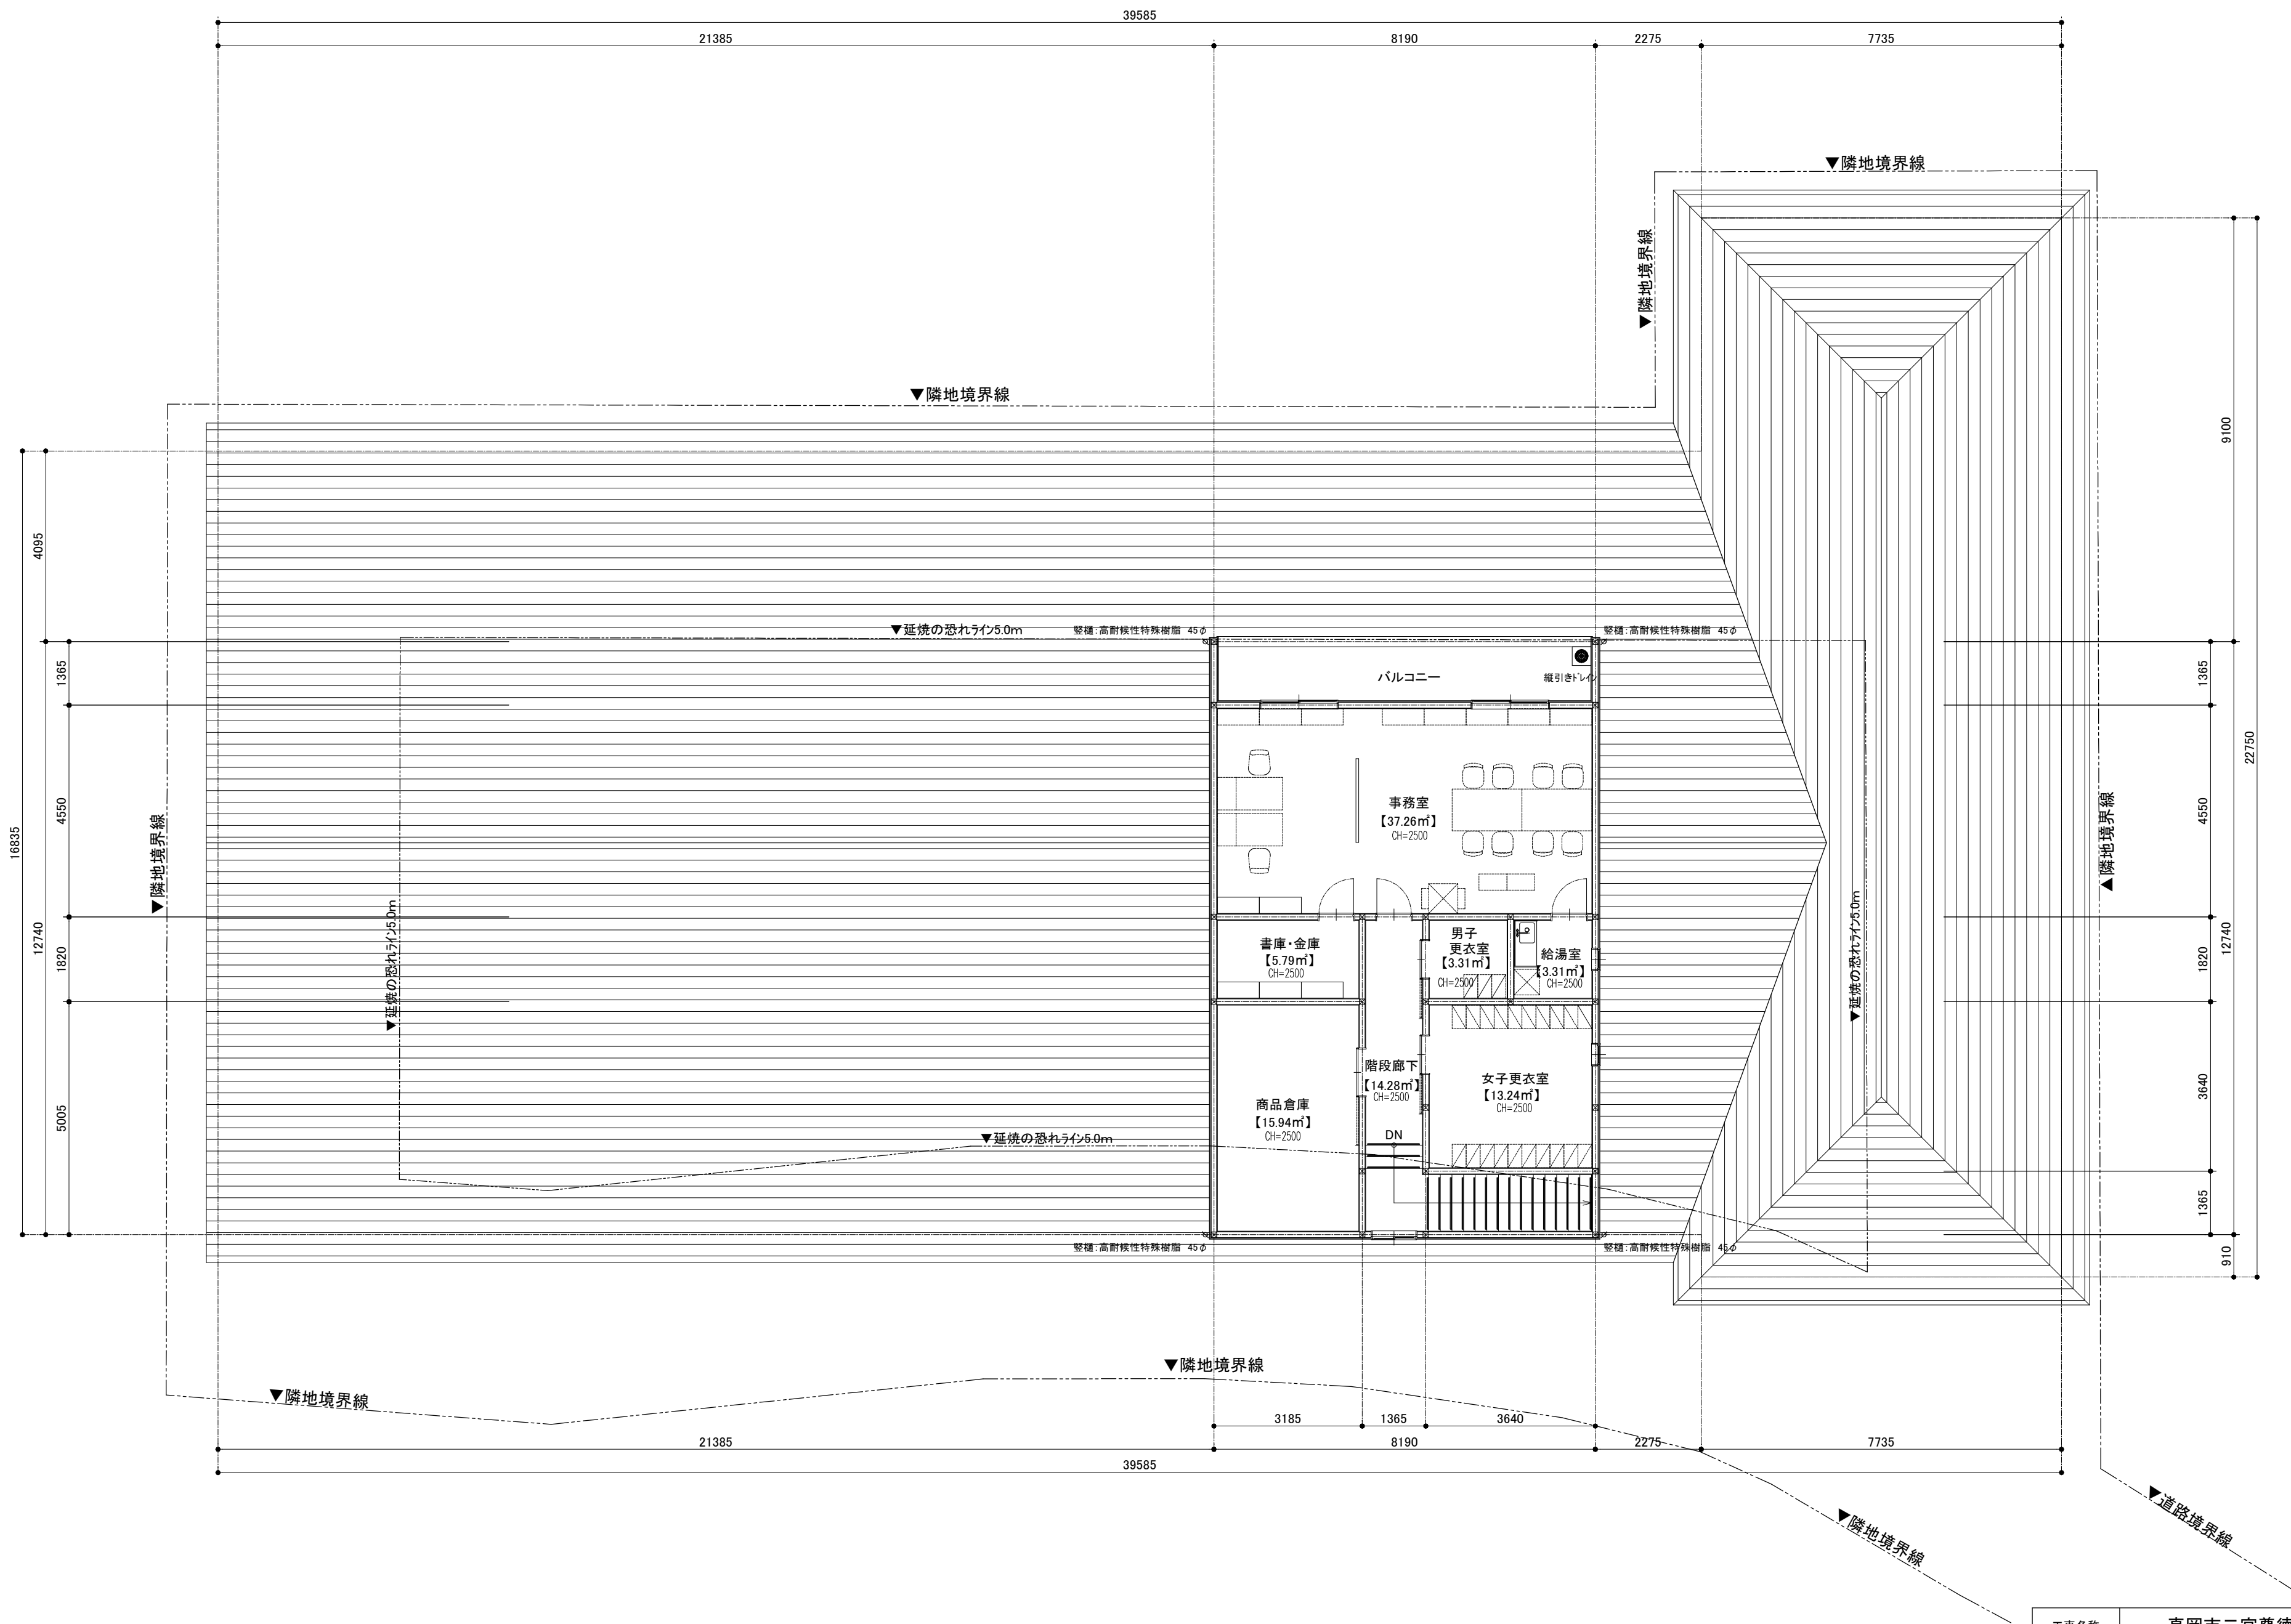 39585
21385
8190
2275
7735
▼隣地境界線
▼隣地境界線
▼隣地境界線
9100
4095
▼延焼の恐れライン5.0m
竪樋:高耐候性特殊樹脂 45φ
竪樋:高耐候性特殊樹脂 45φ
1365
バルコニー
縦引きドレイン
1365
22750
16835
4550
▼隣地境界線
事務室
【37.26㎡】
CH=2500
4550
▼隣地境界線
12740
1820
▼延焼の恐れライン5.0m
書庫・金庫
【5.79㎡】
CH=2500
男子
更衣室
【3.31㎡】
CH=2500
給湯室
【3.31㎡】
CH=2500
▼延焼の恐れライン5.0m
1820
12740
5005
階段廊下
【14.28㎡】
CH=2500
女子更衣室
【13.24㎡】
CH=2500
3640
商品倉庫
【15.94㎡】
CH=2500
DN
▼延焼の恐れライン5.0m
1365
竪樋:高耐候性特殊樹脂 45φ
竪樋:高耐候性特殊樹脂 45φ
910
▼隣地境界線
▼隣地境界線
3185
1365
3640
21385
8190
2275
7735
39585
▼隣地境界線
▼道路境界線